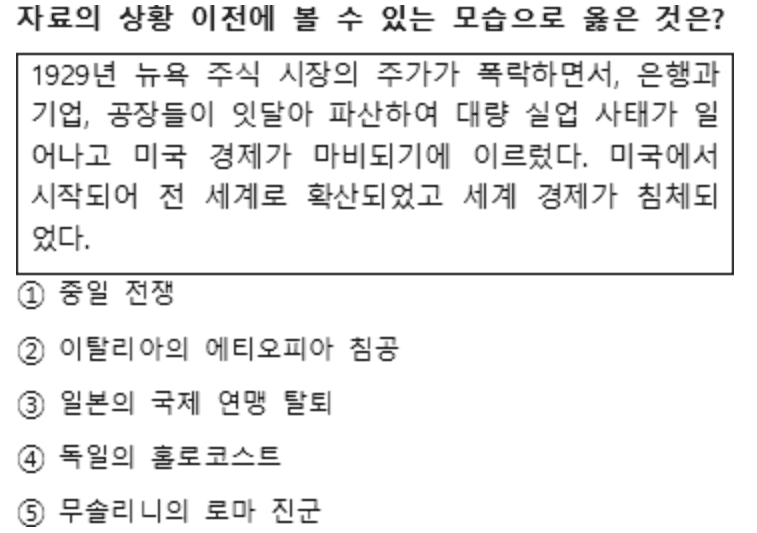 자료의 상황 이전에 볼 수 있는 모습으로 옳은 것은?
1929년 뉴욕 주식 시장의 주가가 폭락하면서, 은행과
기업, 공장들이 잇달아 파산하여 대량 실업 사태가 일
어나고 미국 경제가 마비되기에 이르렀다. 미국에서
시작되어 전 세계로 확산되었고 세계 경제가 침체되
었다.
① 중일 전쟁
② 이탈리아의 에티오피아 침공
③ 일본의 국제 연맹 탈퇴
④ 독일의 홀로코스트
⑤ 무솔리니의 로마 진군